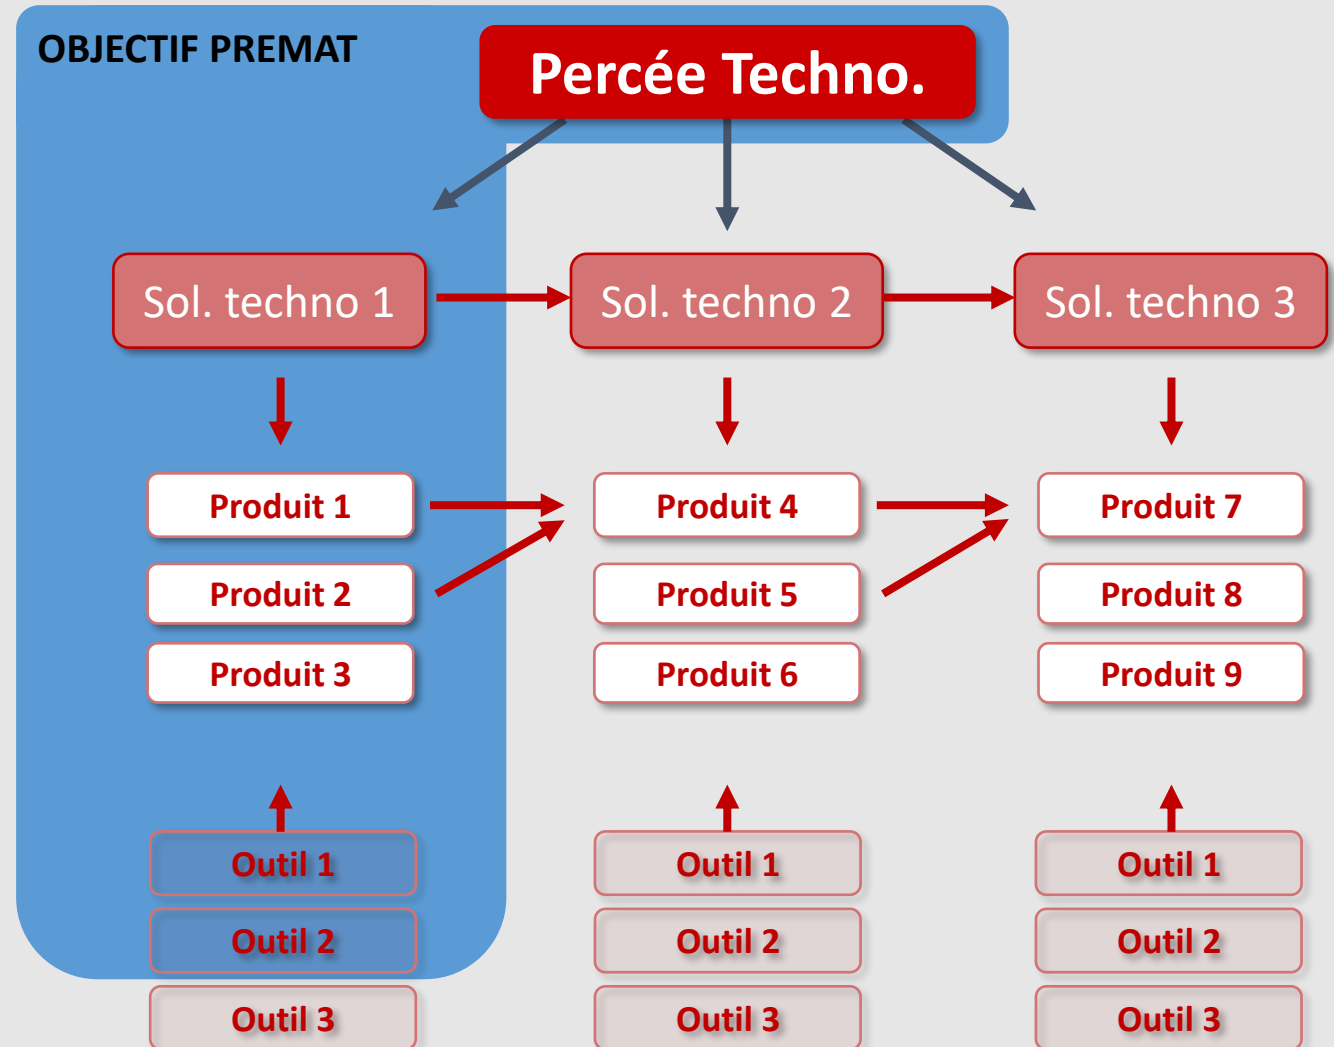 OBJECTIF PREMAT
Percée Techno.
Sol. techno 1
Sol. techno 2
Sol. techno 3
Produit 1
Produit 4
Produit 7
Produit 2
Produit 5
Produit 8
Produit 3
Produit 6
Produit 9
Outil 1
Outil 1
Outil 1
Outil 2
Outil 2
Outil 2
Outil 3
Outil 3
Outil 3